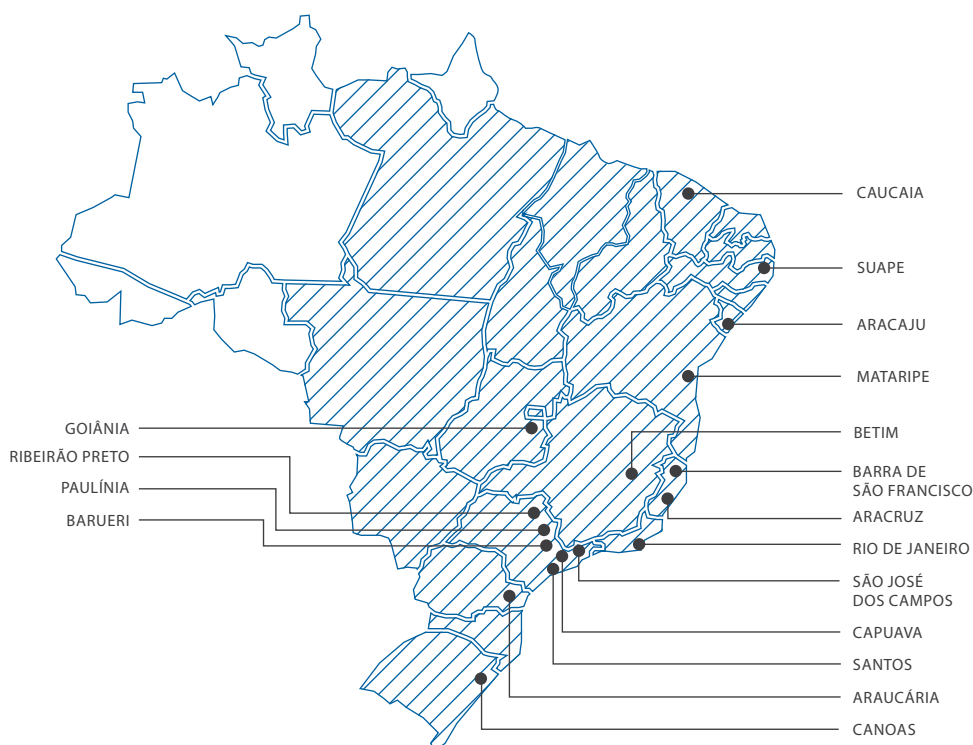 CAUCAIA
SUAPE
ARACAJU
MATARIPE
GOIÂNIA
RIBEIRÃO PRETO
PAULÍNIA
BARUERI
BETIM
BARRA DE
SÃO FRANCISCO
ARACRUZ
RIO DE JANEIRO
SÃO JOSÉ
DOS CAMPOS
CAPUAVA
SANTOS
ARAUCÁRIA
CANOAS